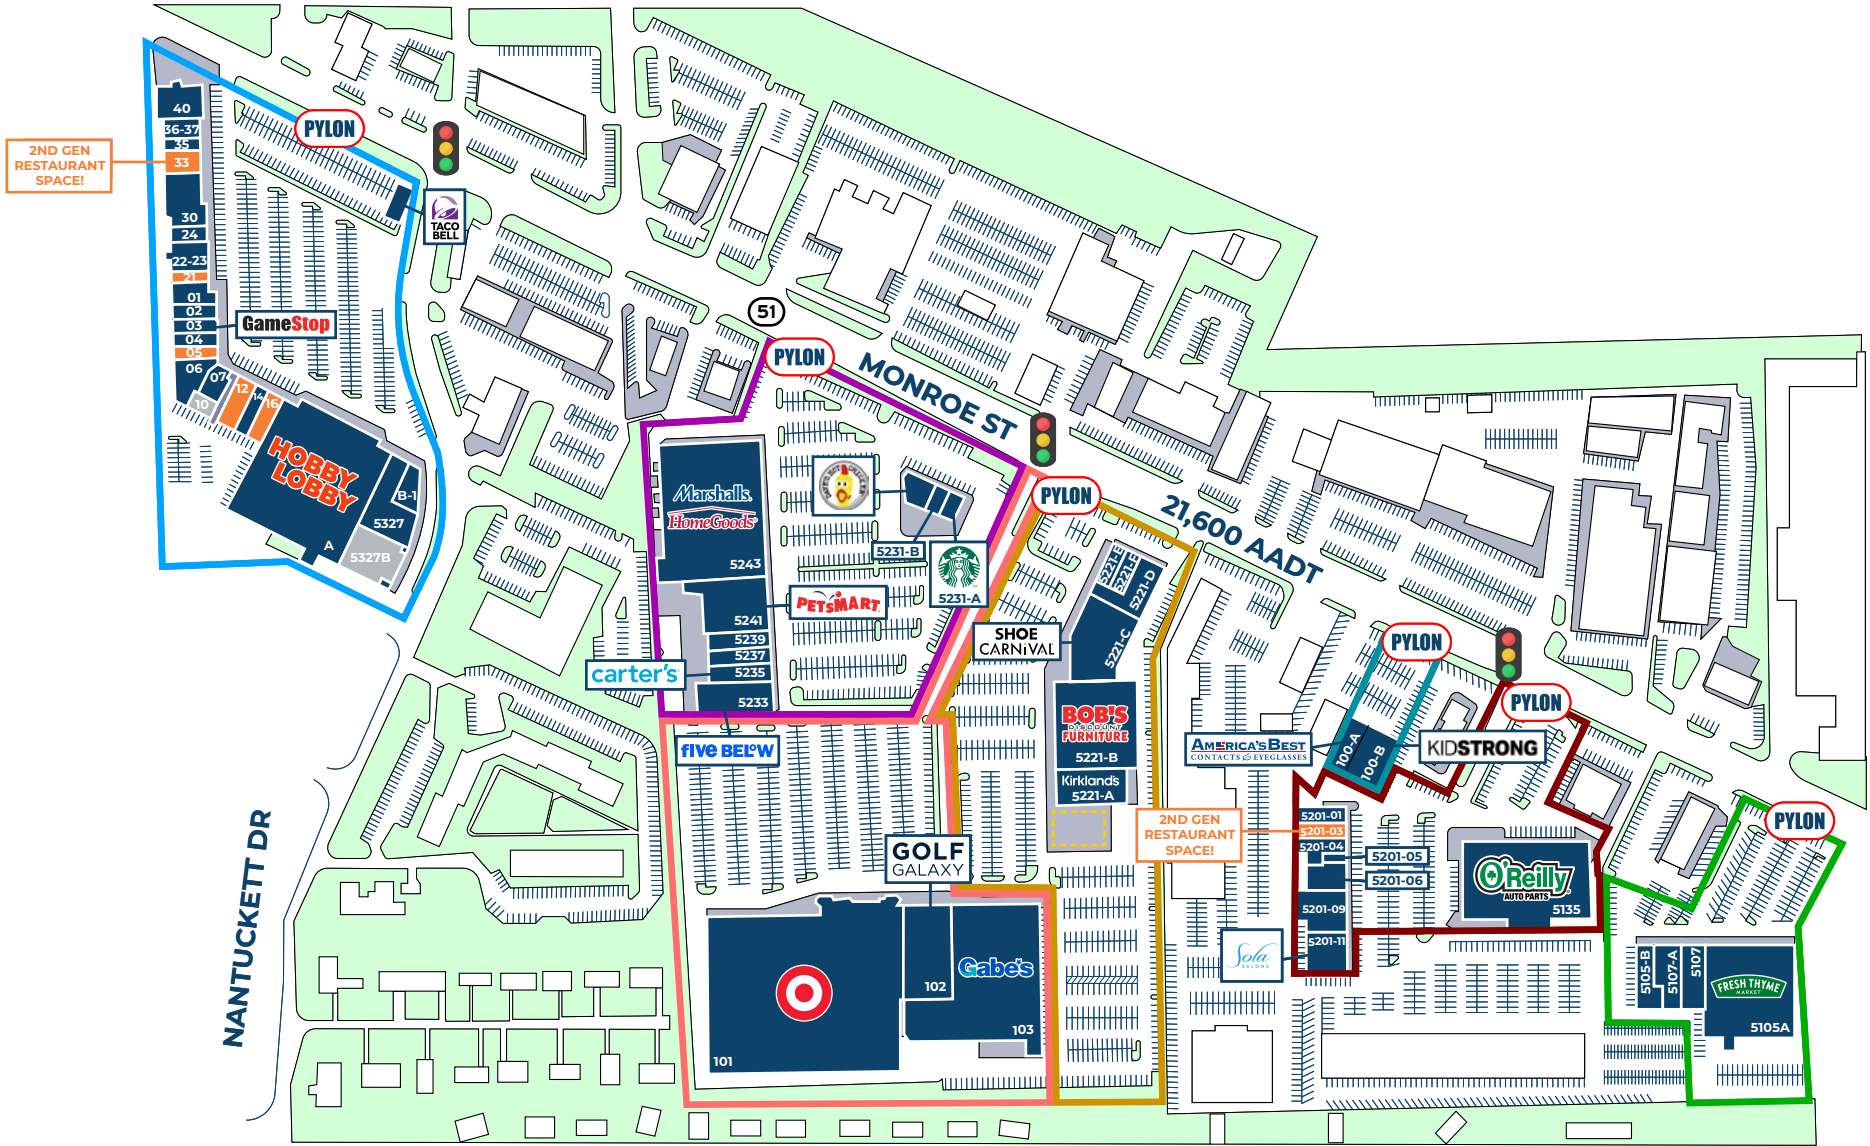 40
36-37
35
33
2ND GEN
RESTAURANT
SPACE!
30
24
22-23
21
01
02
03
04
05
06
07
10
12
14
16
GameStop
PYLON
TACO
BELL
HOBBY
LOBBY
A
B-1
5327
5327B
51
PYLON
MONROE ST
21,600 AADT
NANTUCKETT DR
Marshalls.
HomeGoods
5243
PETSMART
5241
5239
5237
5235
5233
carter's
five BEL°W
5231-B
5231-A
PYLON
5221-E
5221-F
5221-D
5221-C
SHOE
CARNIVAL
BOB'S
DISCOUNT
FURNITURE
5221-B
Kirkland's
5221-A
GOLF
GALAXY
101
102
Gabe's
103
PYLON
AMERICA'S BEST
CONTACTS & EYEGLASSES
100-A
100-B
KIDSTRONG
PYLON
2ND GEN
RESTAURANT
SPACE!
5201-01
5201-03
5201-04
5201-05
5201-06
5201-09
5201-11
Sola
SALONS
O'Reilly
AUTO PARTS
5135
PYLON
5105-B
5107-A
5107
FRESH THYME
MARKET
5105A